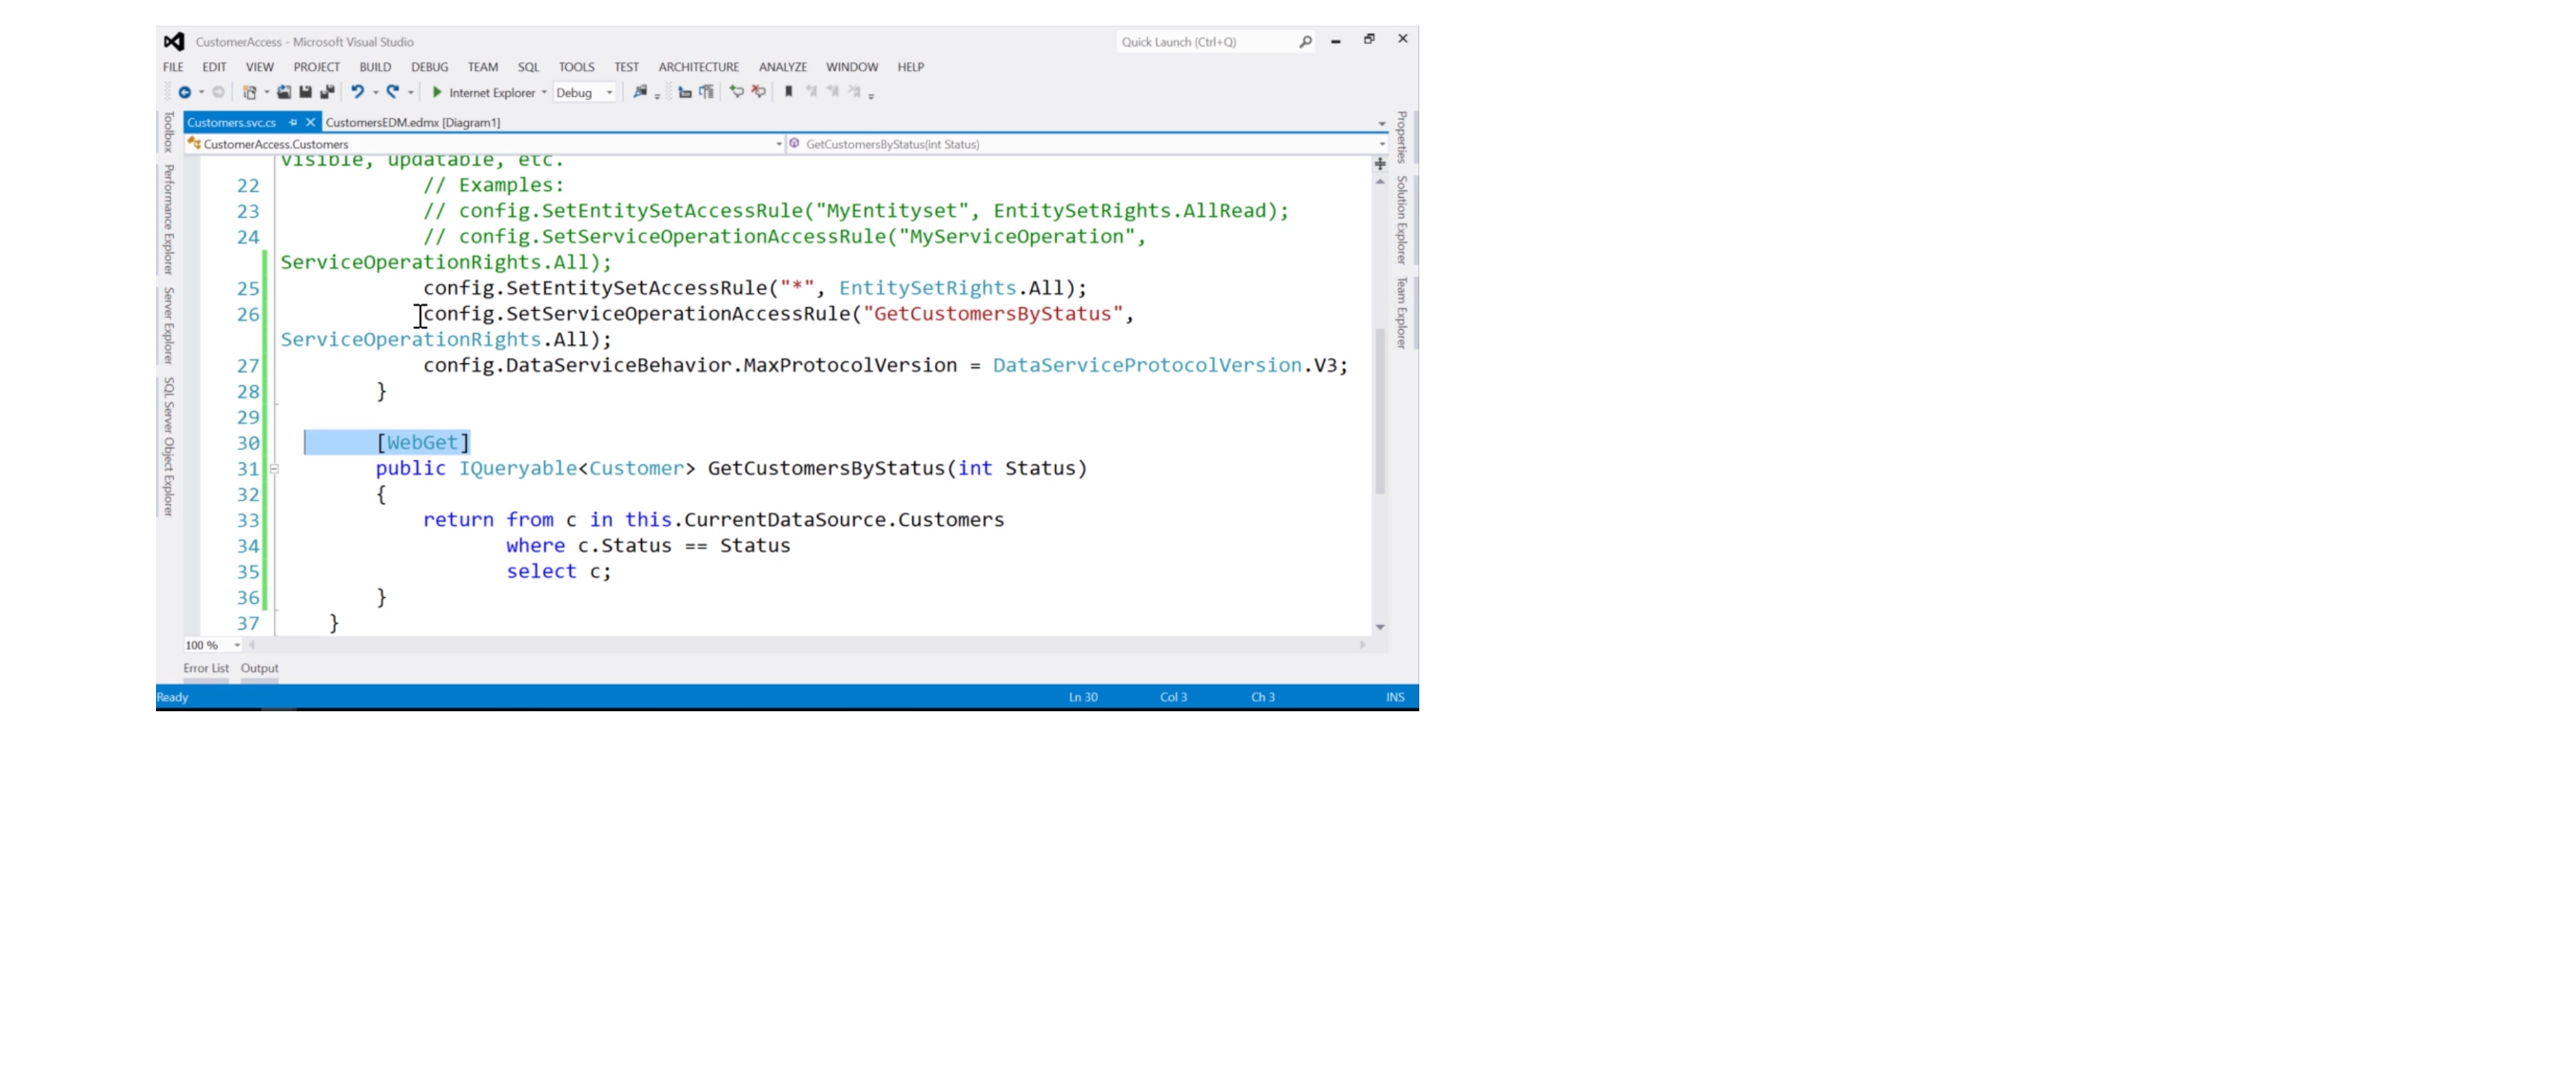 CustomerAccess - Microsoft Visual Studio
Quick Launch (Ctrl+Q)
FILE EDIT VIEW PROJECT BUILD DEBUG TEAM SQL TOOLS TEST ARCHITECTURE ANALYZE WINDOW HELP
Internet Explorer Debug
Customers.svc.cs CustomersEDM.edmx [Diagram1]
CustomerAccess.Customers GetCustomersByStatus(int Status)
Toolbox
Performance Explorer
Server Explorer
SQL Server Object Explorer
visible, updatable, etc.
22 // Examples:
23 // config.SetEntitySetAccessRule("MyEntityset", EntitySetRights.AllRead);
24 // config.SetServiceOperationAccessRule("MyServiceOperation",
ServiceOperationRights.All);
25 config.SetEntitySetAccessRule("*", EntitySetRights.All);
26 config.SetServiceOperationAccessRule("GetCustomersByStatus",
ServiceOperationRights.All);
27 config.DataServiceBehavior.MaxProtocolVersion = DataServiceProtocolVersion.V3;
28 }
29
30 [WebGet]
31 public IQueryable<Customer> GetCustomersByStatus(int Status)
32 {
33 return from c in this.CurrentDataSource.Customers
34 where c.Status == Status
35 select c;
36 }
37 }
Properties
Solution Explorer
Team Explorer
100 %
Error List Output
Ready Ln 30 Col 3 Ch 3 INS